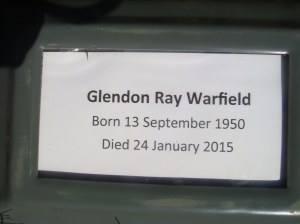 Glendon Ray Warfield
Born 13 September 1950
Died 24 January 2015